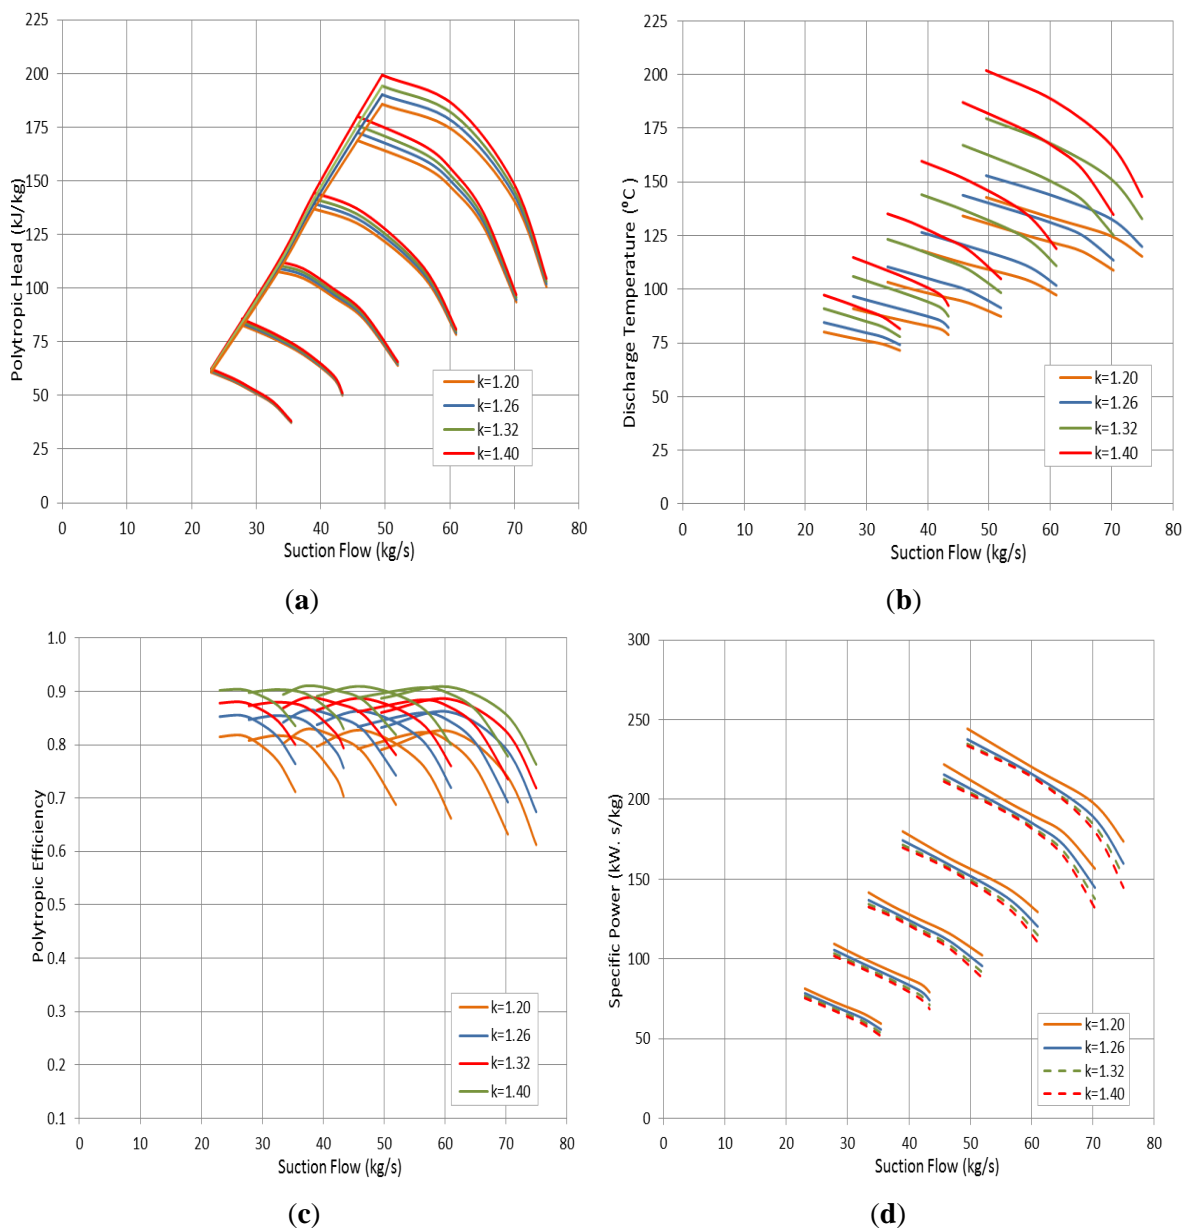 225
200
175
150
125
100
75
50
25
0
Polytropic Head (kJ/kg)
k=1.20
k=1.26
k=1.32
k=1.40
0 10 20 30 40 50 60 70 80
Suction Flow (kg/s)
(a)
225
200
175
150
125
100
75
50
25
0
Discharge Temperature (°C)
k=1.20
k=1.26
k=1.32
k=1.40
0 10 20 30 40 50 60 70 80
Suction Flow (kg/s)
(b)
1.0
0.9
0.8
0.7
0.6
0.5
0.4
0.3
0.2
0.1
Polytropic Efficiency
k=1.20
k=1.26
k=1.32
k=1.40
0 10 20 30 40 50 60 70 80
Suction Flow (kg/s)
(c)
300
250
200
150
100
50
0
Specific Power (kW. s/kg)
k=1.20
k=1.26
k=1.32
k=1.40
0 10 20 30 40 50 60 70 80
Suction Flow (kg/s)
(d)